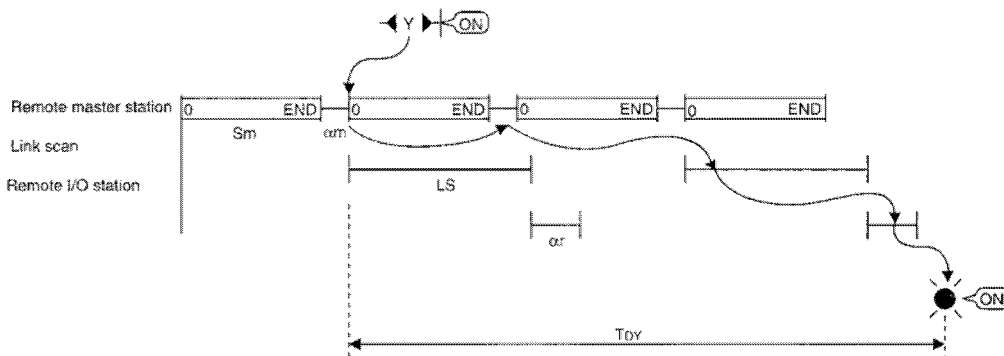 Y ON
Remote master station 0 END 0 END 0 END 0 END
Sm αm
Link scan
Remote I/O station LS
αr
ON
TDY